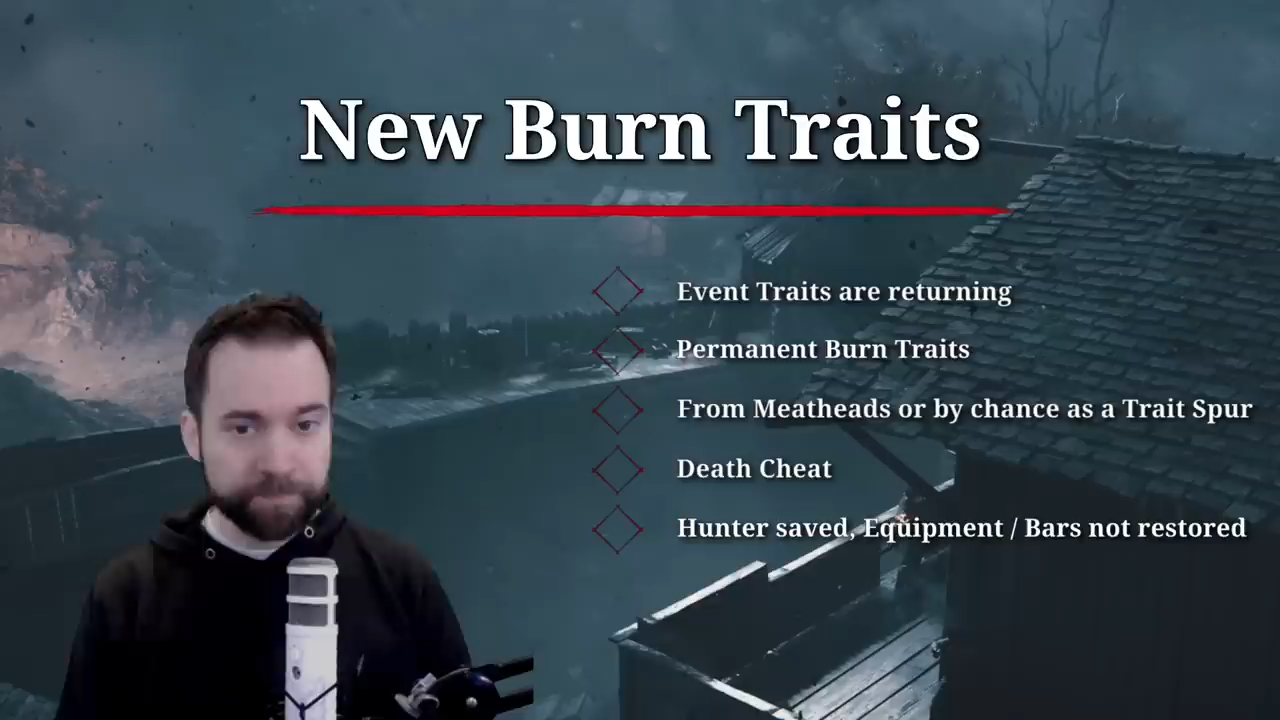 New Burn Traits
Event Traits are returning
Permanent Burn Traits
From Meatheads or by chance as a Trait Spur
Death Cheat
Hunter saved, Equipment / Bars not restored